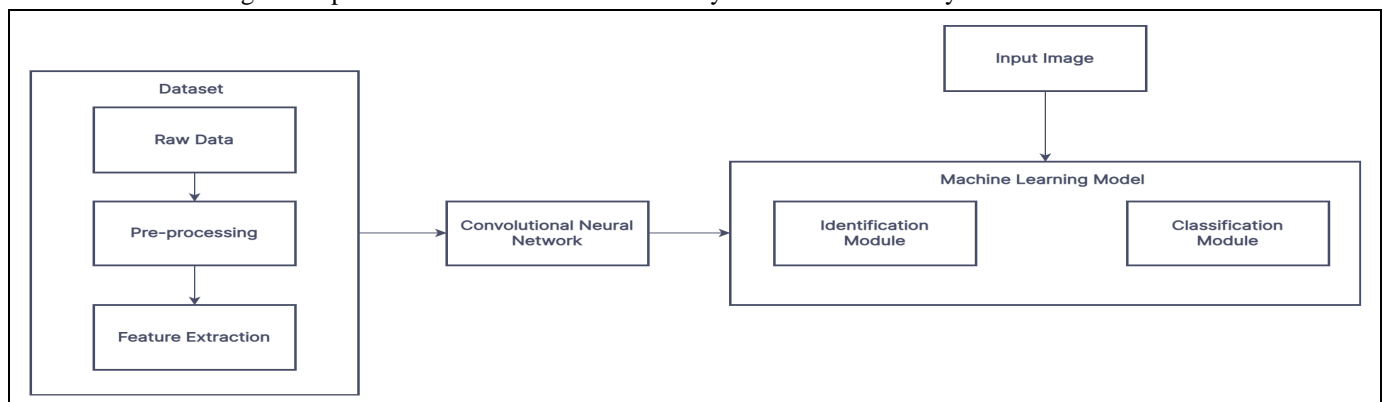 Input Image
Dataset
Raw Data
Pre-processing
Feature Extraction
Convolutional Neural
Network
Machine Learning Model
Identification
Module
Classification
Module